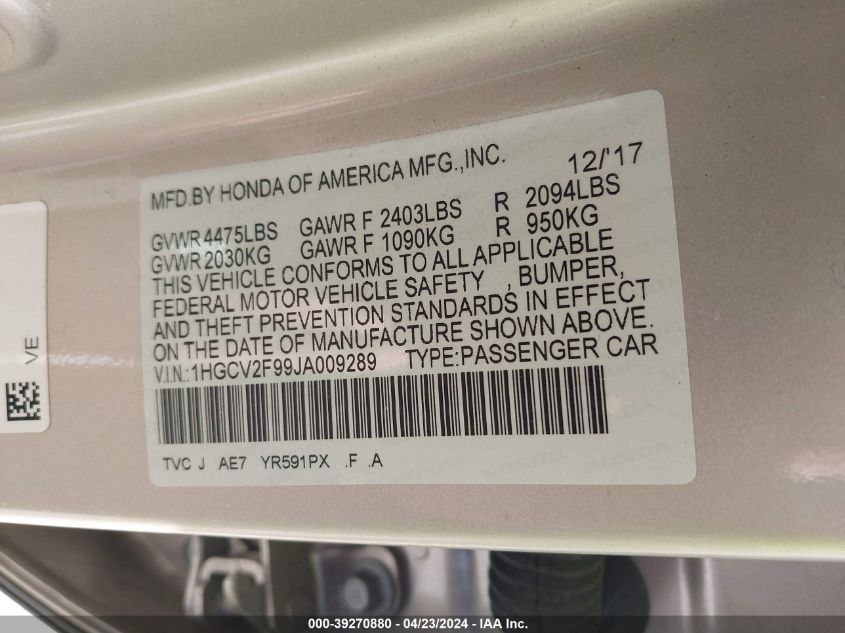 MFD.BY HONDA OF AMERICA MFG.,INC. 12/'17
GVWR 4475LBS GAWR F 2403LBS R 2094LBS
GVWR 2030KG GAWR F 1090KG R 950KG
THIS VEHICLE CONFORMS TO ALL APPLICABLE
FEDERAL MOTOR VEHICLE SAFETY , BUMPER,
AND THEFT PREVENTION STANDARDS IN EFFECT
ON THE DATE OF MANUFACTURE SHOWN ABOVE.
V.I.N.:1HGCV2F99JA009289 TYPE:PASSENGER CAR
TVC J AE7 YR591PX .F .A
VE
000-39270880 - 04/23/2024 - IAA Inc.